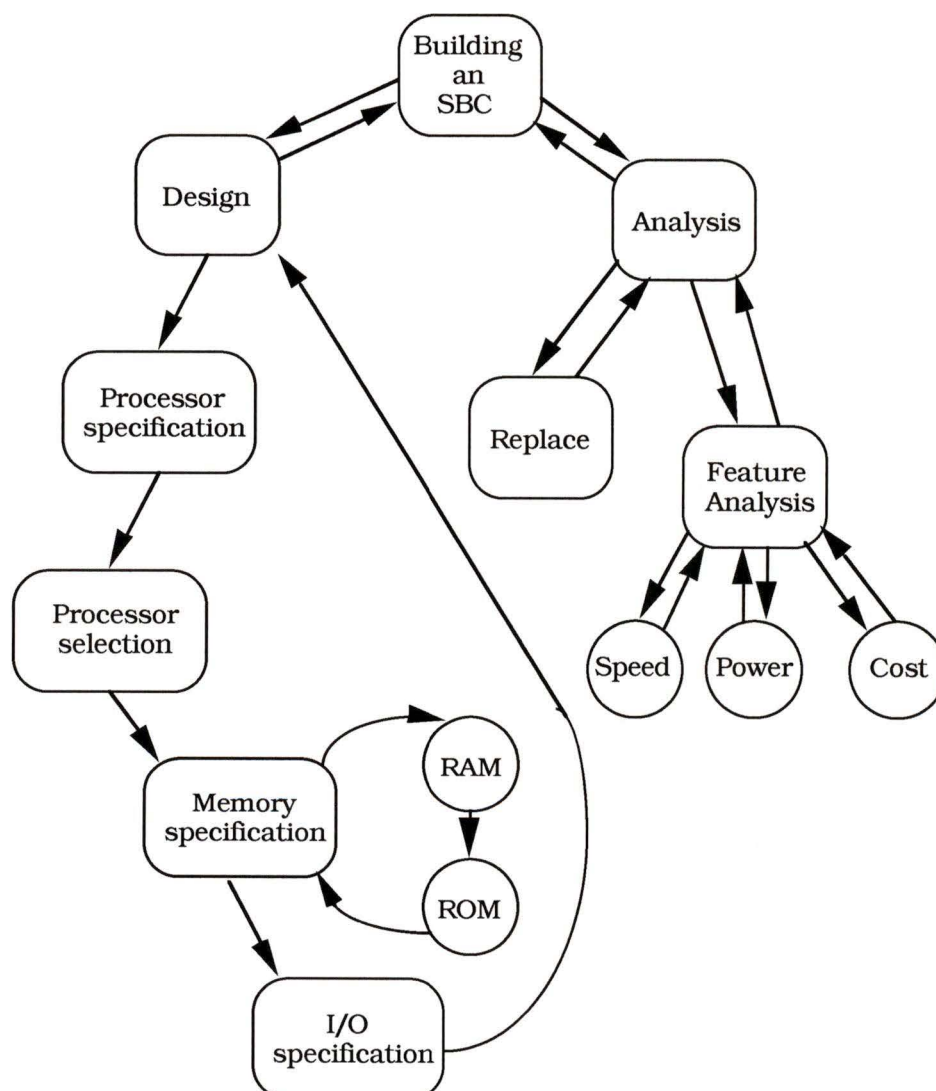 Building
an
SBC
Design
Analysis
Processor
specification
Replace
Feature
Analysis
Processor
selection
Speed
Power
Cost
RAM
Memory
specification
ROM
I/O
specification